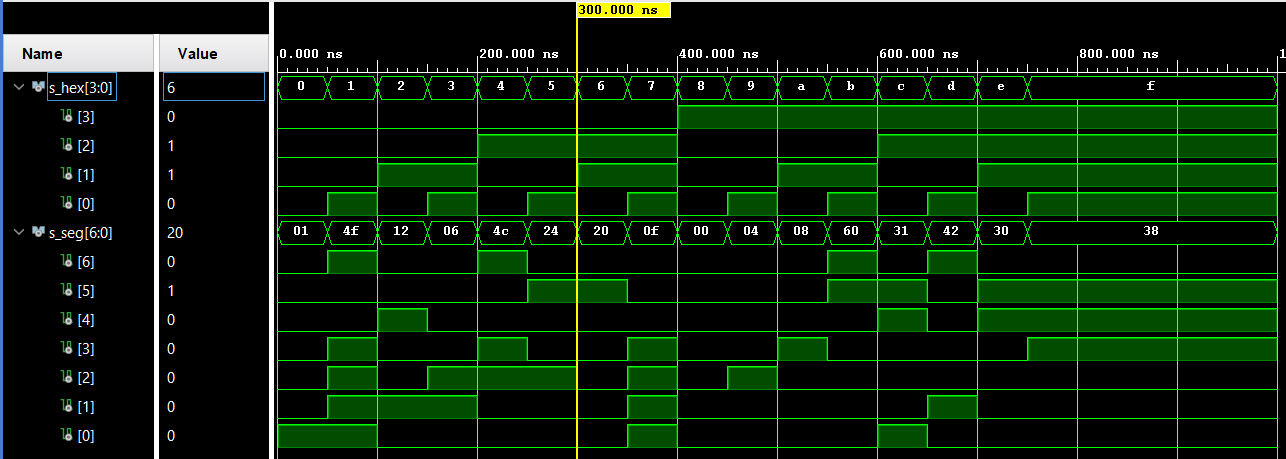 300.000 ns
Name Value
0.000 ns 200.000 ns 400.000 ns 600.000 ns 800.000 ns 1
s_hex[3:0] 6 0 1 2 3 4 5 6 7 8 9 a b c d e f
[3] 0
[2] 1
[1] 1
[0] 0
s_seg[6:0] 20 01 4f 12 06 4c 24 20 0f 00 04 08 60 31 42 30 38
[6] 0
[5] 1
[4] 0
[3] 0
[2] 0
[1] 0
[0] 0